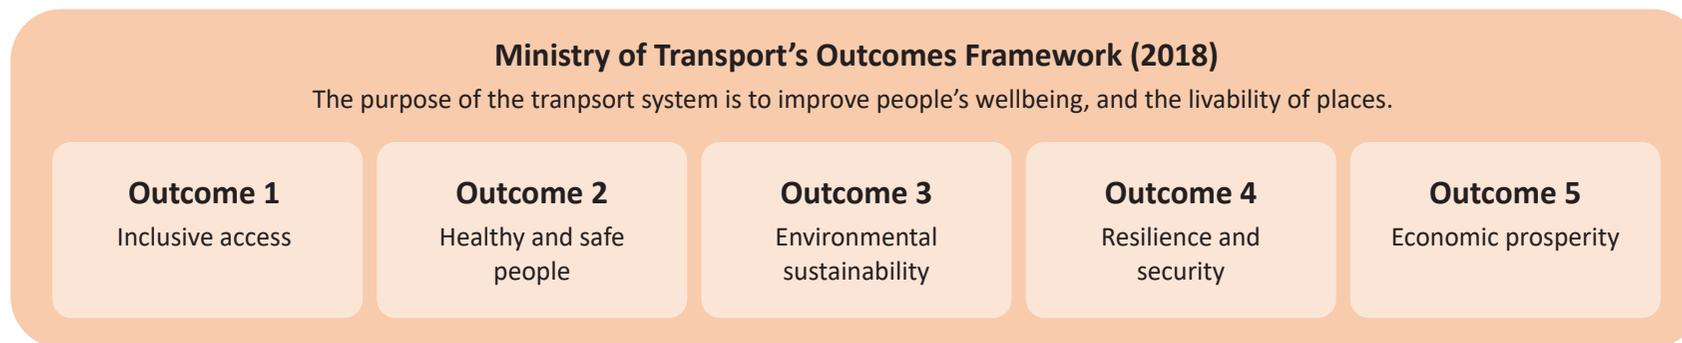 Ministry of Transport’s Outcomes Framework (2018)
The purpose of the tranpsort system is to improve people’s wellbeing, and the livability of places.
Outcome 1
Inclusive access
Outcome 2
Healthy and safe
people
Outcome 3
Environmental
sustainability
Outcome 4
Resilience and
security
Outcome 5
Economic prosperity